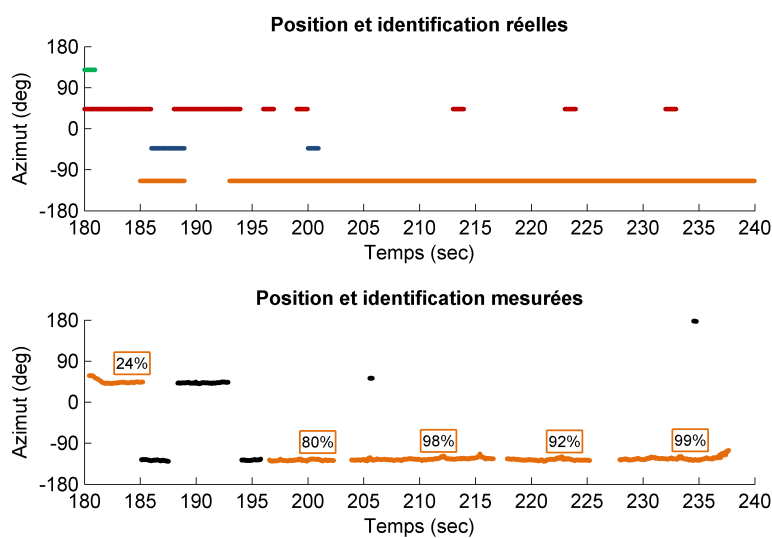 Position et identification réelles
180
90
0
-90
-180
Azimut (deg)
180 185 190 195 200 205 210 215 220 225 230 235 240
Temps (sec)
Position et identification mesurées
180
90
0
-90
-180
Azimut (deg)
24%
80%
98%
92%
99%
180 185 190 195 200 205 210 215 220 225 230 235 240
Temps (sec)